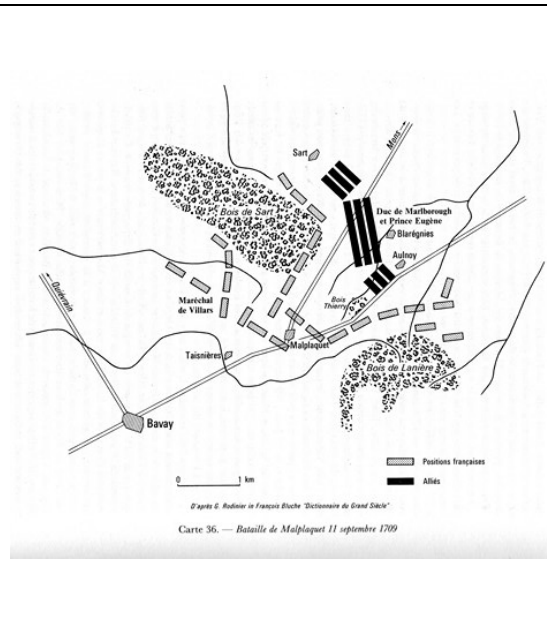 Sart
Mons
Bois de Sart
Duc de Marlborough
et Prince Eugène
Blarégnies
Aulnoy
Quiévrain
Bois
Thierry
Maréchal
de Villars
Malplaquet
Taisnières
Bois de Lanière
Bavay
0 1 km
Positions françaises
Alliés
D'après G. Rodinier in François Bluche "Dictionnaire du Grand Siècle"
Carte 36. — Bataille de Malplaquet 11 septembre 1709